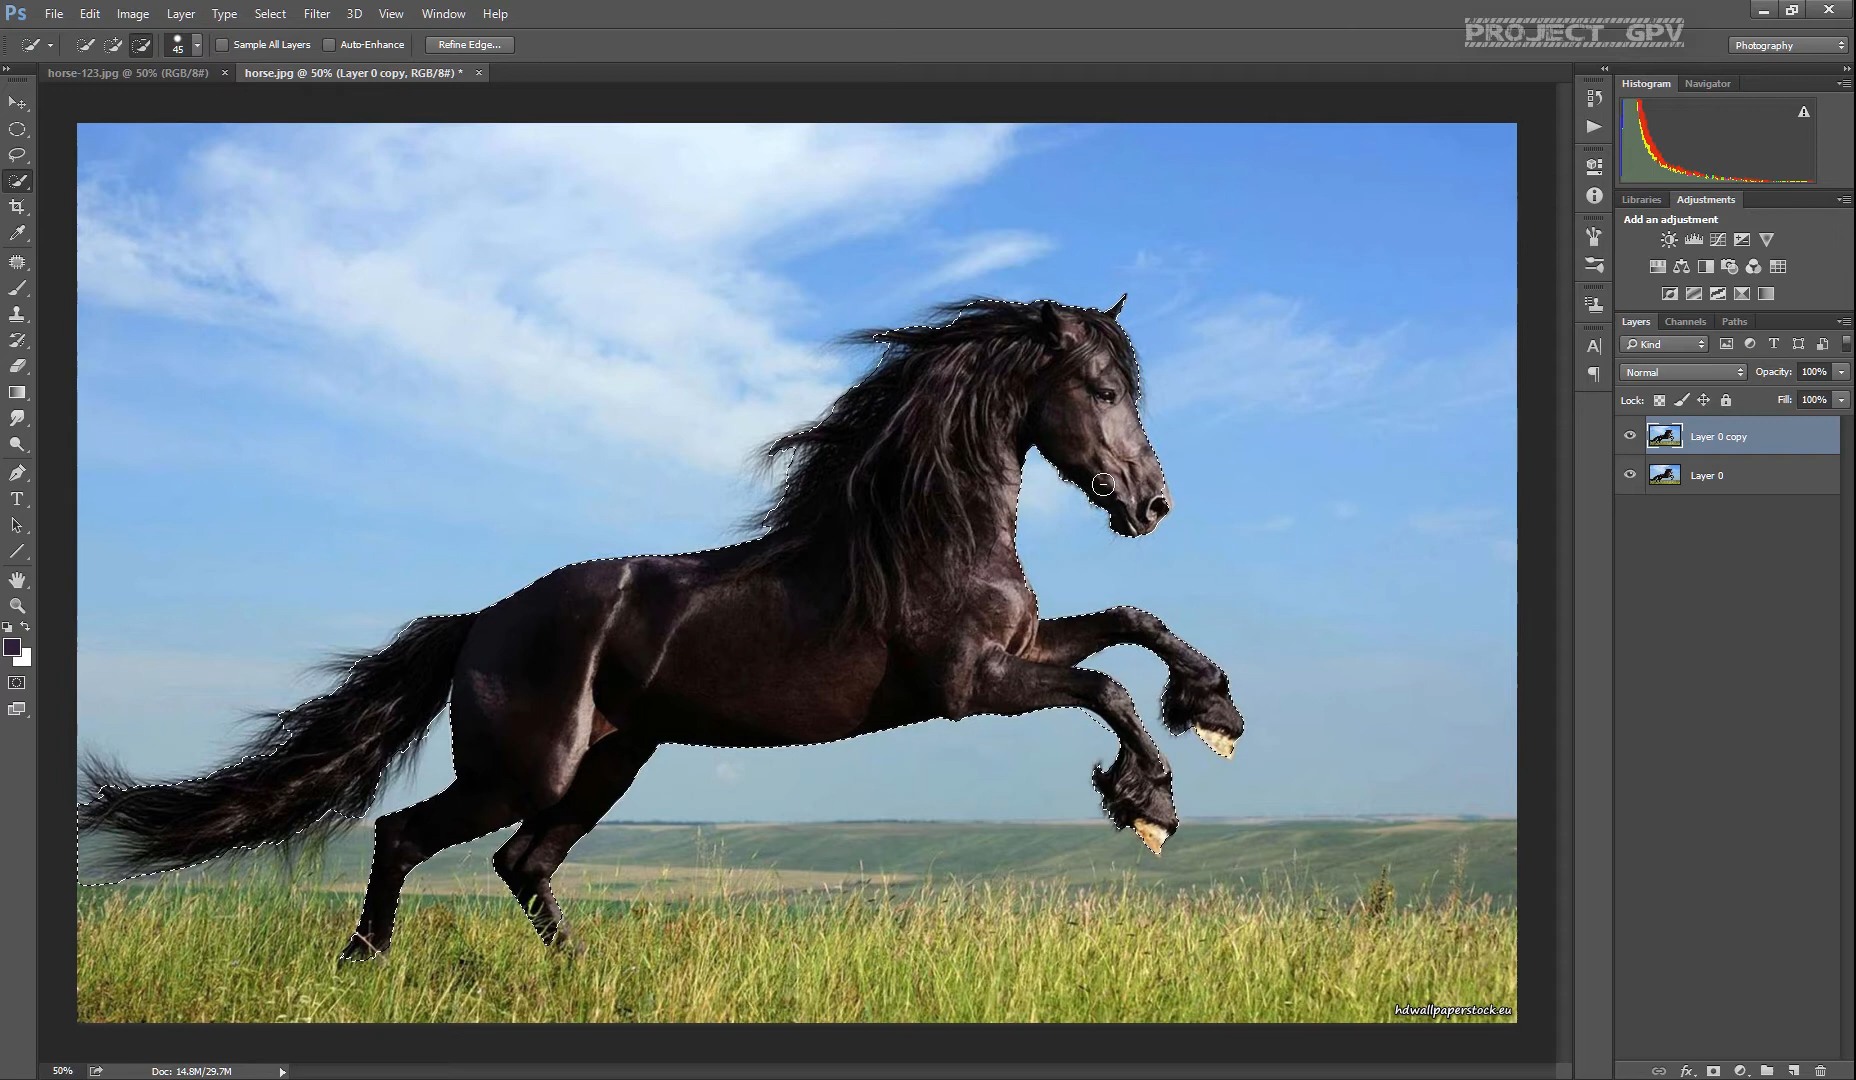 Ps File Edit Image Layer Type Select Filter 3D View Window Help
45 Sample All Layers Auto-Enhance Refine Edge... PROJECT_GPV Photography
horse-123.jpg @ 50% (RGB/8#) × horse.jpg @ 50% (Layer 0 copy, RGB/8#) * ×
Histogram Navigator
Libraries Adjustments
Add an adjustment
Layers Channels Paths
Kind
Normal Opacity: 100%
Lock: Fill: 100%
Layer 0 copy
Layer 0
hdwallpaperstock.eu
50% Doc: 14.8M/29.7M